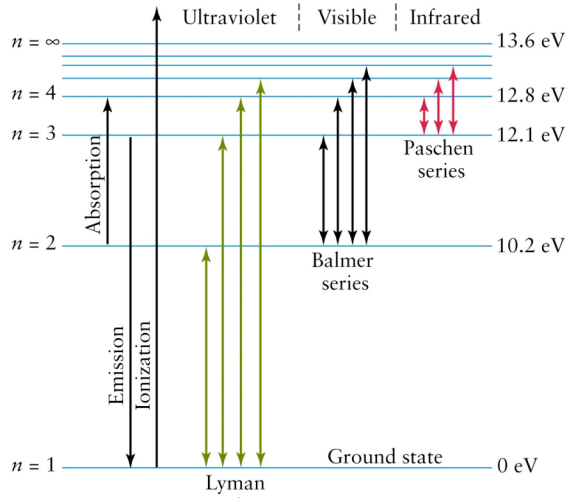 Ultraviolet | Visible | Infrared
n = ∞ 13.6 eV
n = 4 12.8 eV
n = 3 12.1 eV
Absorption
Paschen
series
n = 2 10.2 eV
Balmer
series
Emission
Ionization
Ground state
n = 1 0 eV
Lyman